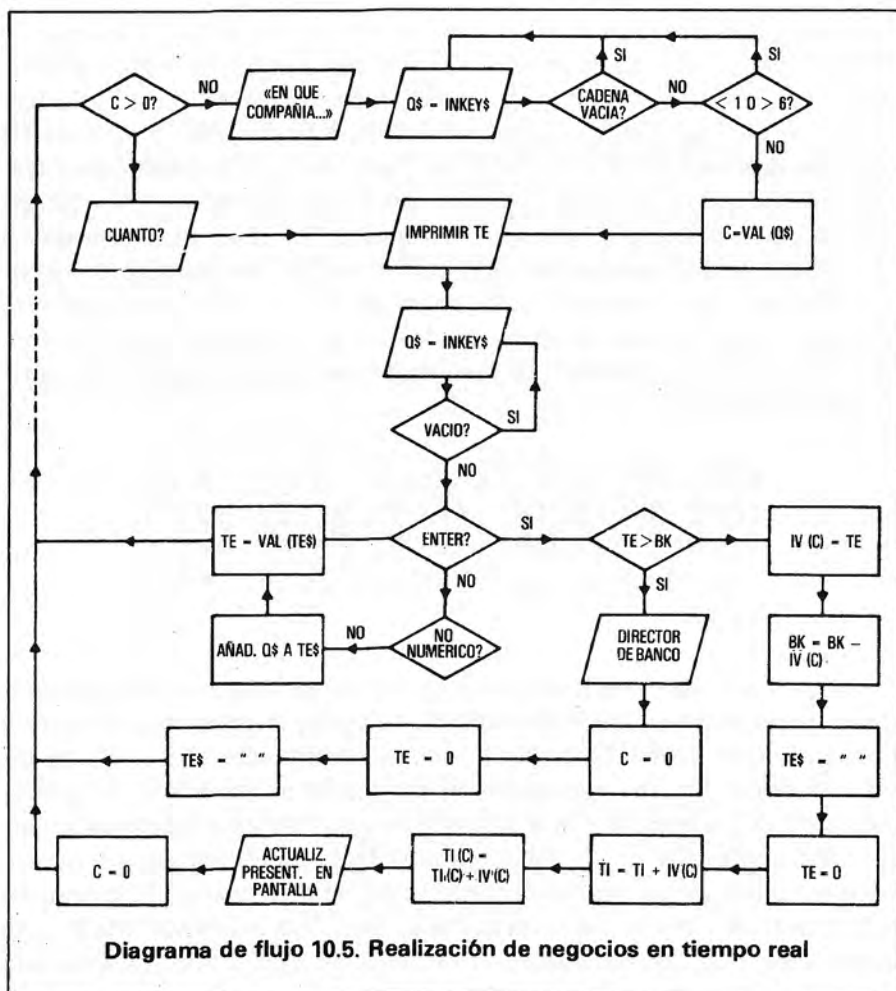 SI
SI
C > 0?
NO
«EN QUE
COMPAÑIA...»
Q$ = INKEY$
CADENA
VACIA?
NO
< 1 O > 6?
NO
CUANTO?
IMPRIMIR TE
C=VAL (Q$)
Q$ = INKEY$
SI
VACIO?
NO
TE = VAL (TE$)
ENTER?
SI
TE > BK
IV (C) = TE
NO
SI
AÑAD. Q$ A TE$
NO
NO
NUMERICO?
DIRECTOR
DE BANCO
BK = BK –
IV (C)
TE$ = " "
TE = 0
C = 0
TE$ = " "
C = 0
ACTUALIZ.
PRESENT. EN
PANTALLA
TI (C) =
TI (C) + IV (C)
TI = TI + IV (C)
TE = 0
Diagrama de flujo 10.5. Realización de negocios en tiempo real